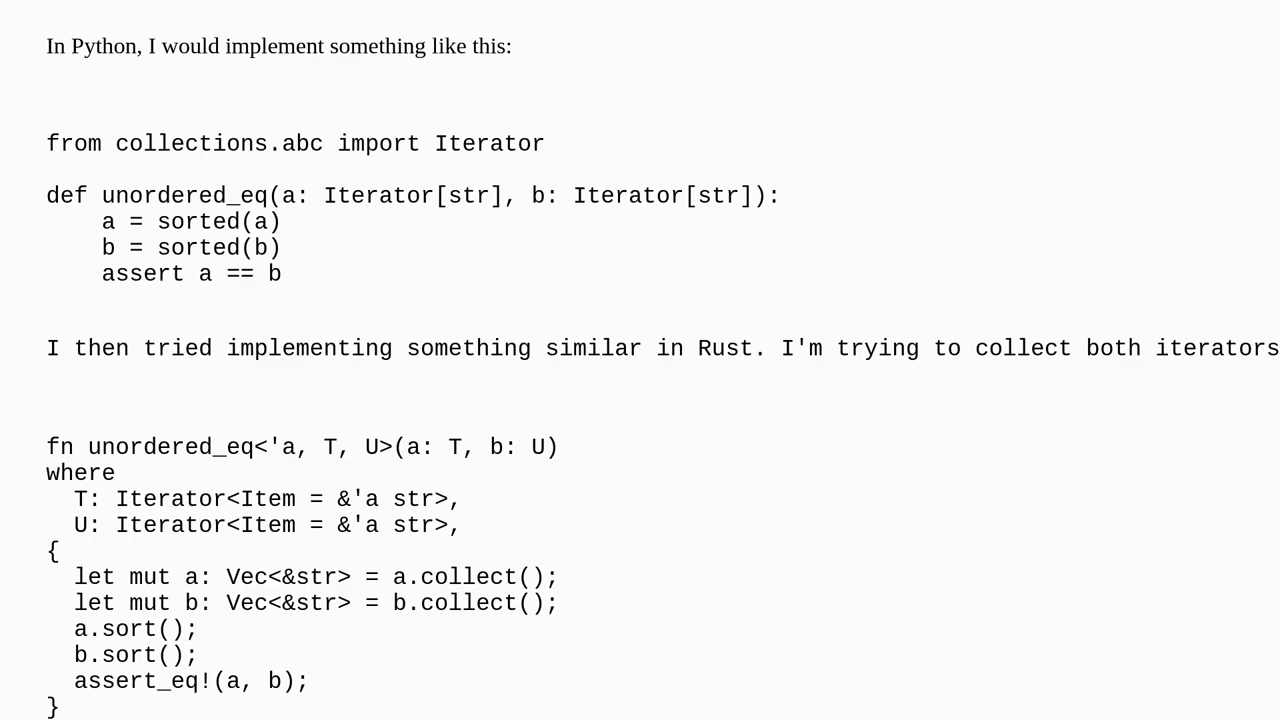 In Python, I would implement something like this:
from collections.abc import Iterator
def unordered_eq(a: Iterator[str], b: Iterator[str]):
    a = sorted(a)
    b = sorted(b)
    assert a == b
I then tried implementing something similar in Rust. I'm trying to collect both iterators
fn unordered_eq<'a, T, U>(a: T, b: U)
where
  T: Iterator<Item = &'a str>,
  U: Iterator<Item = &'a str>,
{
  let mut a: Vec<&str> = a.collect();
  let mut b: Vec<&str> = b.collect();
  a.sort();
  b.sort();
  assert_eq!(a, b);
}